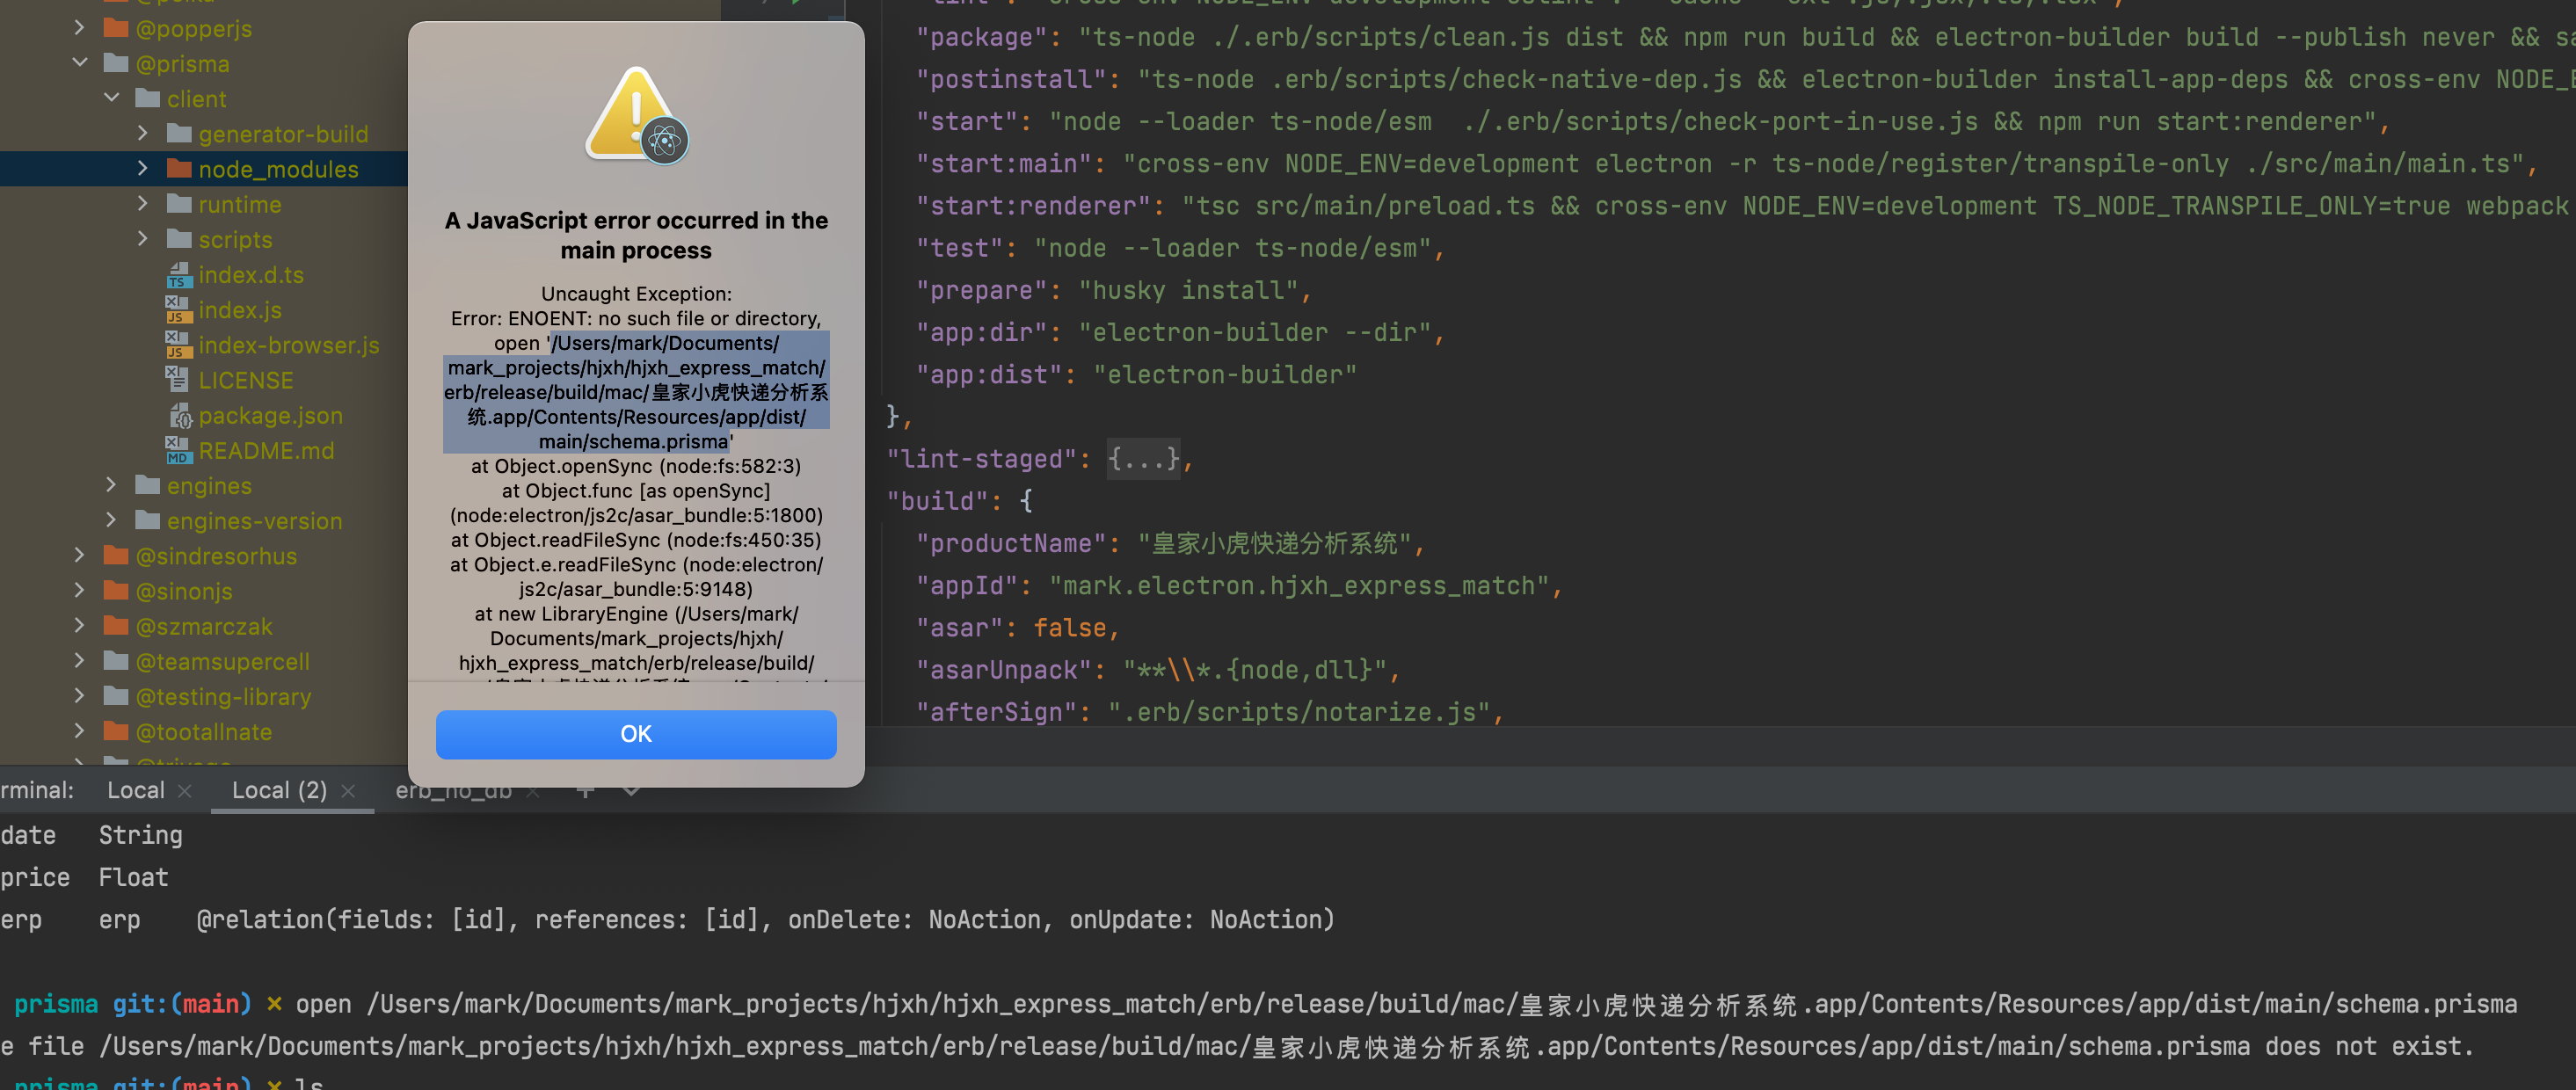 @popperjs
@prisma
client
generator-build
node_modules
runtime
scripts
index.d.ts
index.js
index-browser.js
LICENSE
package.json
README.md
engines
engines-version
@sindresorhus
@sinonjs
@szmarczak
@teamsupercell
@testing-library
@tootallnate
A JavaScript error occurred in the
main process
Uncaught Exception:
Error: ENOENT: no such file or directory,
open '/Users/mark/Documents/
mark_projects/hjxh/hjxh_express_match/
erb/release/build/mac/皇家小虎快递分析系
统.app/Contents/Resources/app/dist/
main/schema.prisma'
at Object.openSync (node:fs:582:3)
at Object.func [as openSync]
(node:electron/js2c/asar_bundle:5:1800)
at Object.readFileSync (node:fs:450:35)
at Object.e.readFileSync (node:electron/
js2c/asar_bundle:5:9148)
at new LibraryEngine (/Users/mark/
Documents/mark_projects/hjxh/
hjxh_express_match/erb/release/build/
OK
"package": "ts-node ./.erb/scripts/clean.js dist && npm run build && electron-builder build --publish never && sa
"postinstall": "ts-node .erb/scripts/check-native-dep.js && electron-builder install-app-deps && cross-env NODE_E
"start": "node --loader ts-node/esm  ./.erb/scripts/check-port-in-use.js && npm run start:renderer",
"start:main": "cross-env NODE_ENV=development electron -r ts-node/register/transpile-only ./src/main/main.ts",
"start:renderer": "tsc src/main/preload.ts && cross-env NODE_ENV=development TS_NODE_TRANSPILE_ONLY=true webpack
"test": "node --loader ts-node/esm",
"prepare": "husky install",
"app:dir": "electron-builder --dir",
"app:dist": "electron-builder"
},
"lint-staged": {...},
"build": {
"productName": "皇家小虎快递分析系统",
"appId": "mark.electron.hjxh_express_match",
"asar": false,
"asarUnpack": "**\\*.{node,dll}",
"afterSign": ".erb/scripts/notarize.js",
rminal: Local Local (2) erb_no_db
date String
price Float
erp erp @relation(fields: [id], references: [id], onDelete: NoAction, onUpdate: NoAction)
prisma git:(main) ✗ open /Users/mark/Documents/mark_projects/hjxh/hjxh_express_match/erb/release/build/mac/皇家小虎快递分析系统.app/Contents/Resources/app/dist/main/schema.prisma
e file /Users/mark/Documents/mark_projects/hjxh/hjxh_express_match/erb/release/build/mac/皇家小虎快递分析系统.app/Contents/Resources/app/dist/main/schema.prisma does not exist.
prisma git:(main) ✗ ls